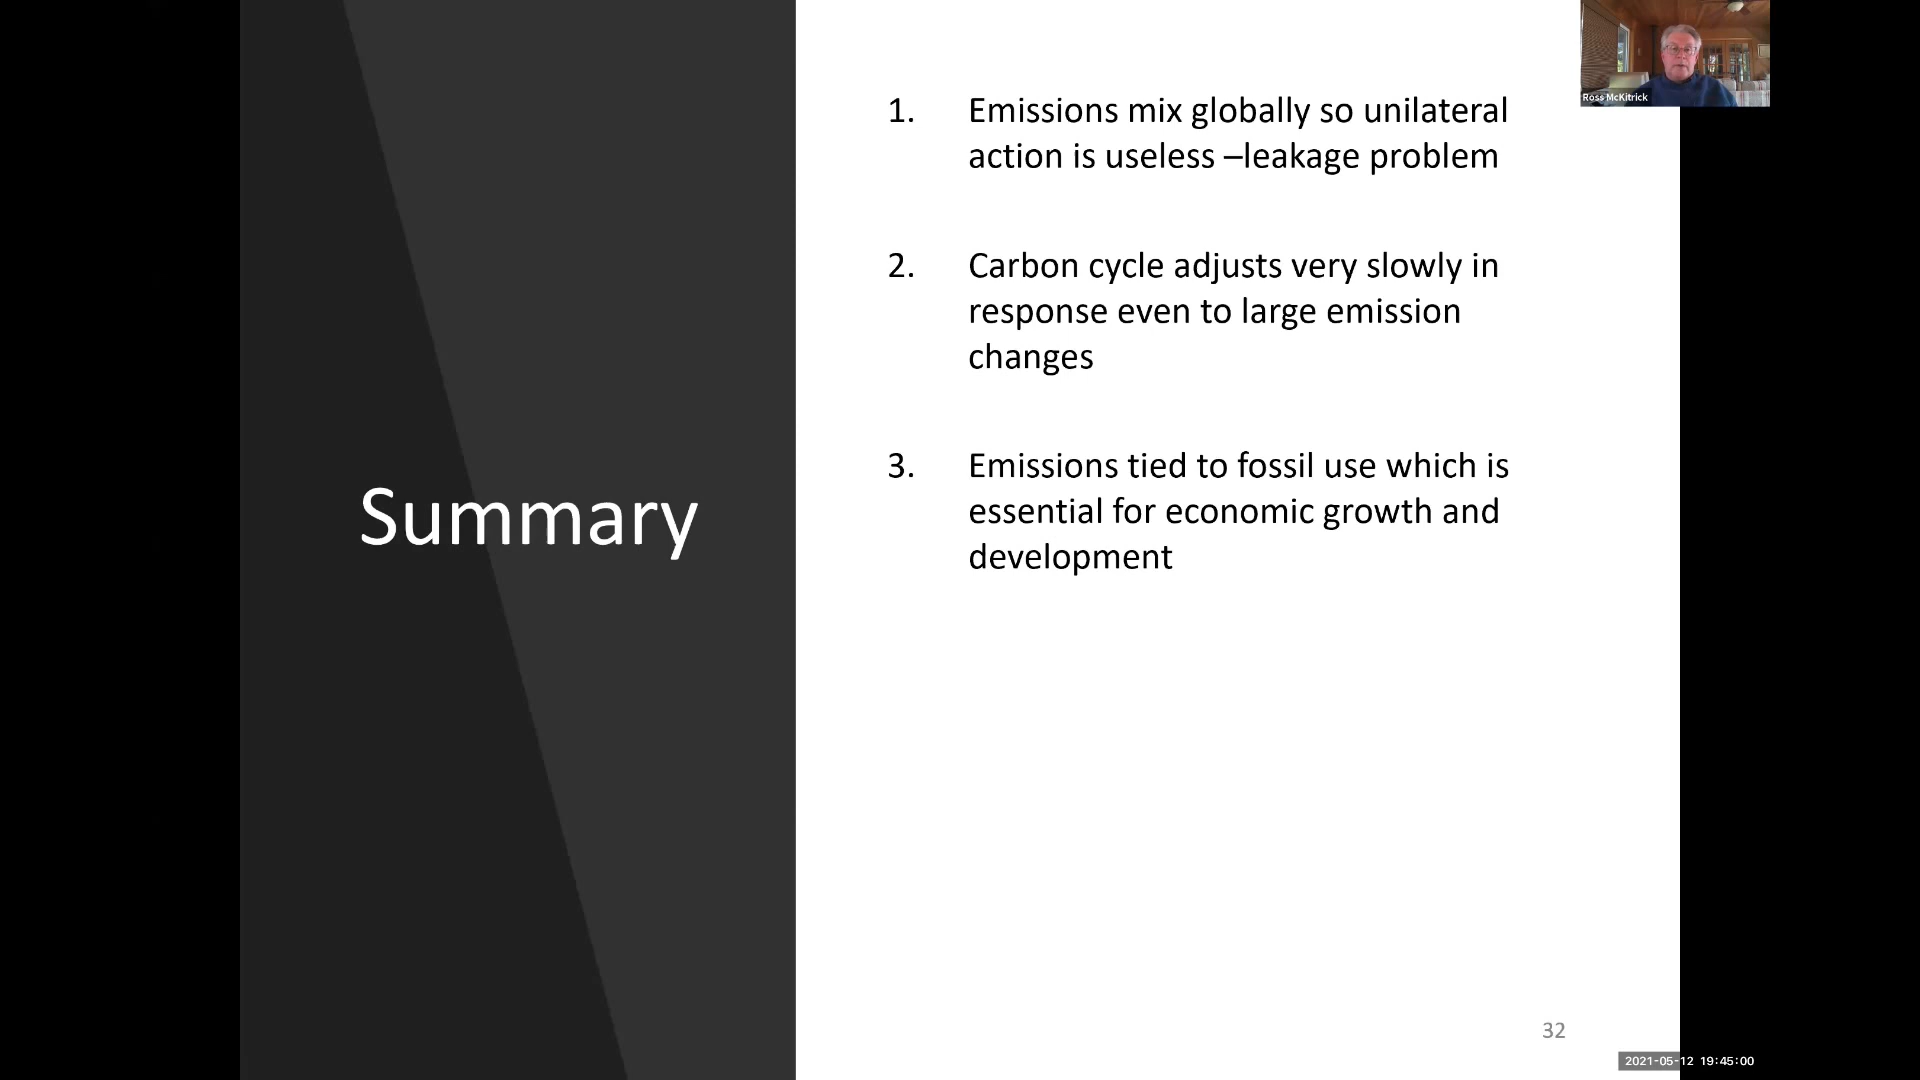 Ross McKitrick
1. Emissions mix globally so unilateral
action is useless –leakage problem
2. Carbon cycle adjusts very slowly in
response even to large emission
changes
Summary
3. Emissions tied to fossil use which is
essential for economic growth and
development
32
2021-05-12 19:45:00